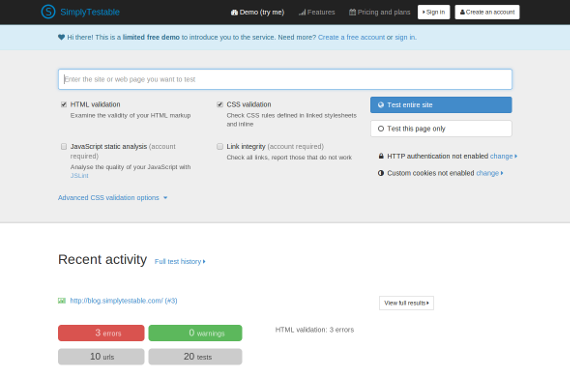 SimplyTestable
Demo (try me) Features Pricing and plans Sign in Create an account
Hi there! This is a limited free demo to introduce you to the service. Need more? Create a free account or sign in.
Enter the site or web page you want to test
HTML validation
Examine the validity of your HTML markup
CSS validation
Check CSS rules defined in linked stylesheets
and inline
Test entire site
Test this page only
JavaScript static analysis (account
required)
Analyse the quality of your JavaScript with
JSLint
Link integrity (account required)
Check all links, report those that do not work
HTTP authentication not enabled change
Custom cookies not enabled change
Advanced CSS validation options
Recent activity Full test history
http://blog.simplytestable.com/ (#3)
View full results
3 errors
0 warnings
HTML validation: 3 errors
10 urls
20 tests